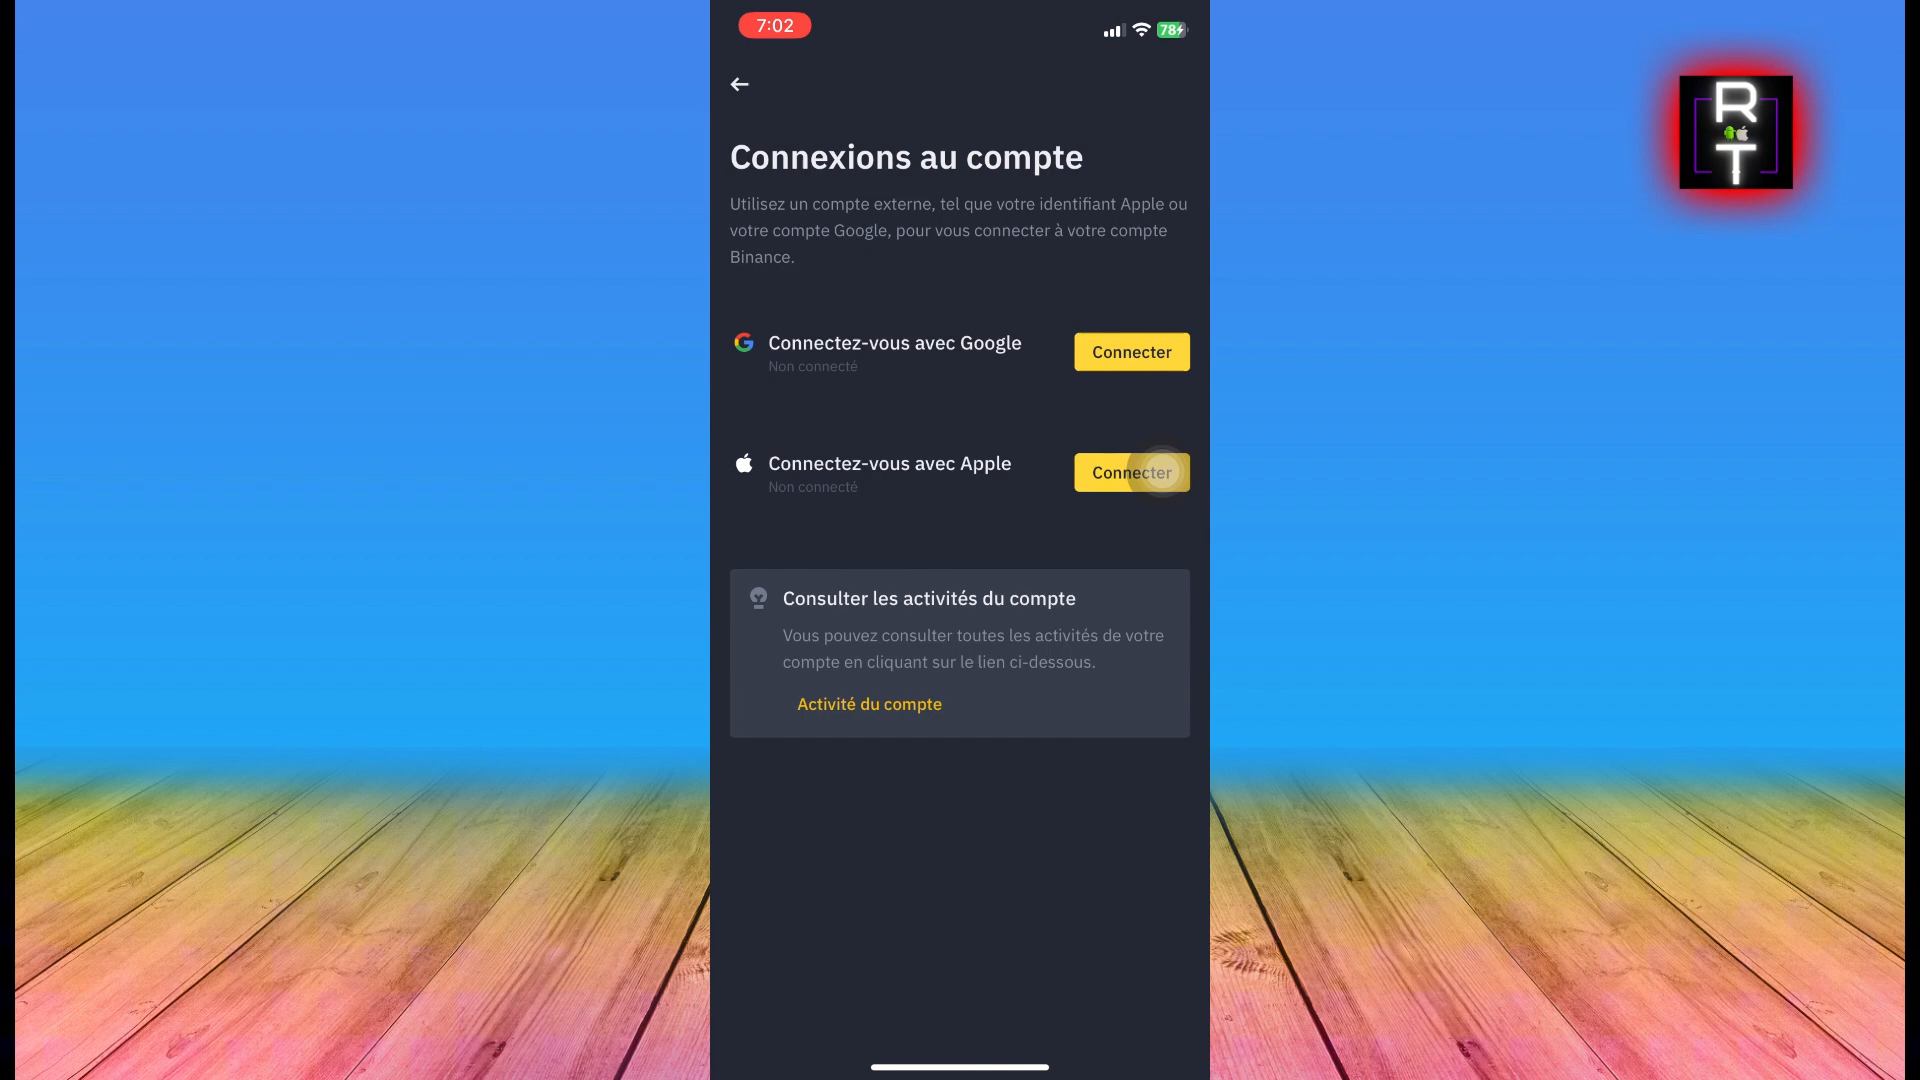 7:02
78
R
T
Connexions au compte
Utilisez un compte externe, tel que votre identifiant Apple ou
votre compte Google, pour vous connecter à votre compte
Binance.
Connectez-vous avec Google
Non connecté
Connecter
Connectez-vous avec Apple
Non connecté
Connecter
Consulter les activités du compte
Vous pouvez consulter toutes les activités de votre
compte en cliquant sur le lien ci-dessous.
Activité du compte